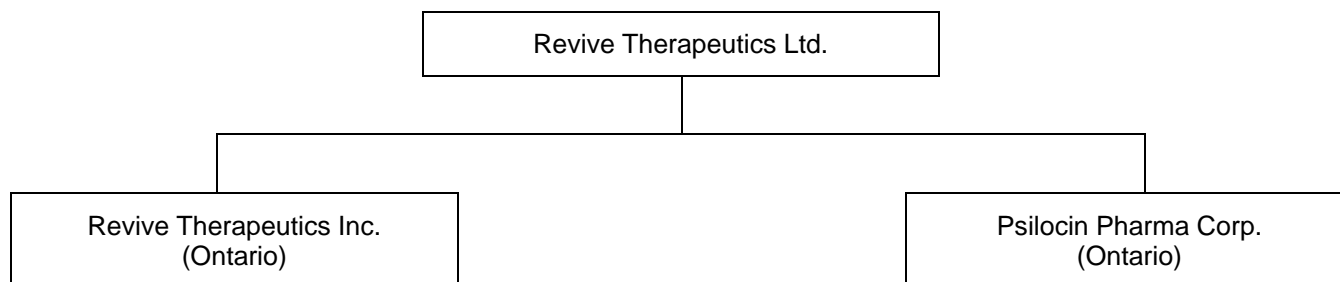 Revive Therapeutics Ltd.
Revive Therapeutics Inc.
(Ontario)
Psilocin Pharma Corp.
(Ontario)